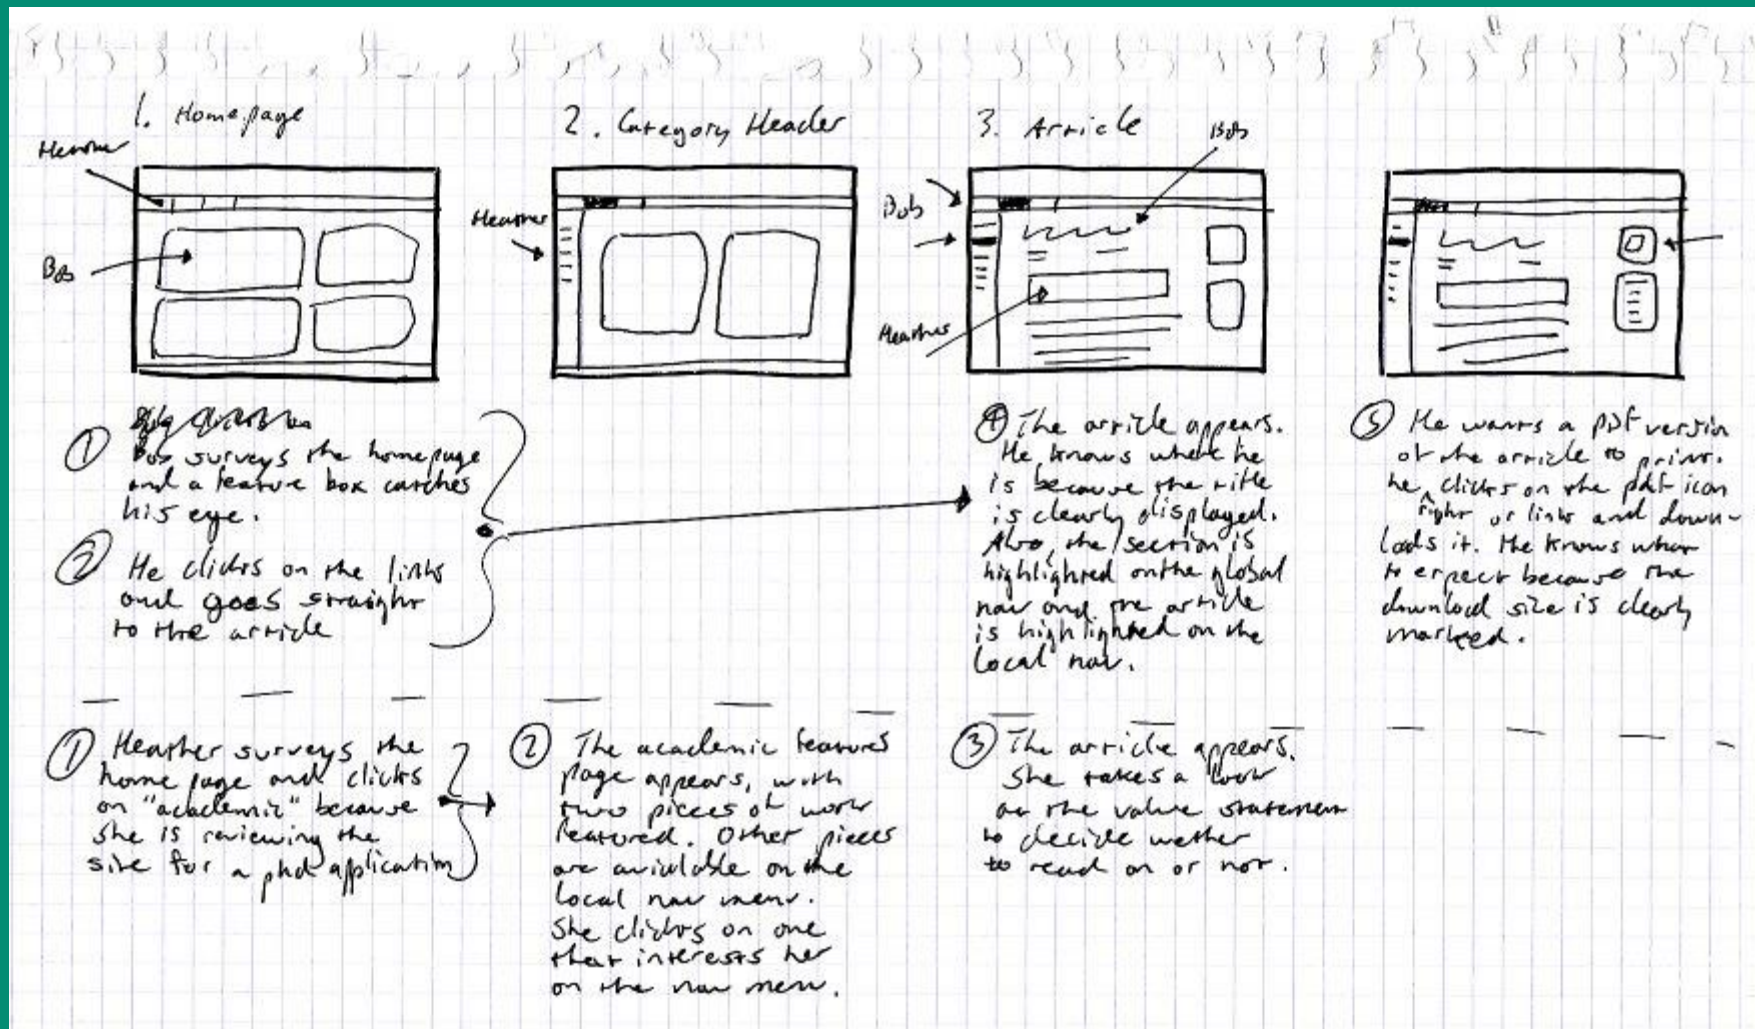 1. Homepage
2. Category Header
3. Article
Bob
Heather
Bob
Heather
Bob
Heather
① Bob surveys the homepage
and a feature box catches
his eye.
② He clicks on the links
and goes straight
to the article
④ The article appears.
He knows where he
is because the title
is clearly displayed.
Also, the section is
highlighted on the global
nav and the article
is highlighted on the
local nav.
⑤ He wants a pdf version
of the article to print.
he clicks on the pdf icon
right or link and down-
loads it. He knows what
to expect because the
download size is clearly
marked.
① Heather surveys the
home page and clicks
on "academic" because
she is reviewing the
site for a phd application
② The academic features
page appears, with
two pieces of work
featured. Other pieces
are avialable on the
local nav menu.
She clicks on one
that interests her
on the nav menu.
③ The article appears.
She takes a look
at the value statement
to decide wether
to read on or not.